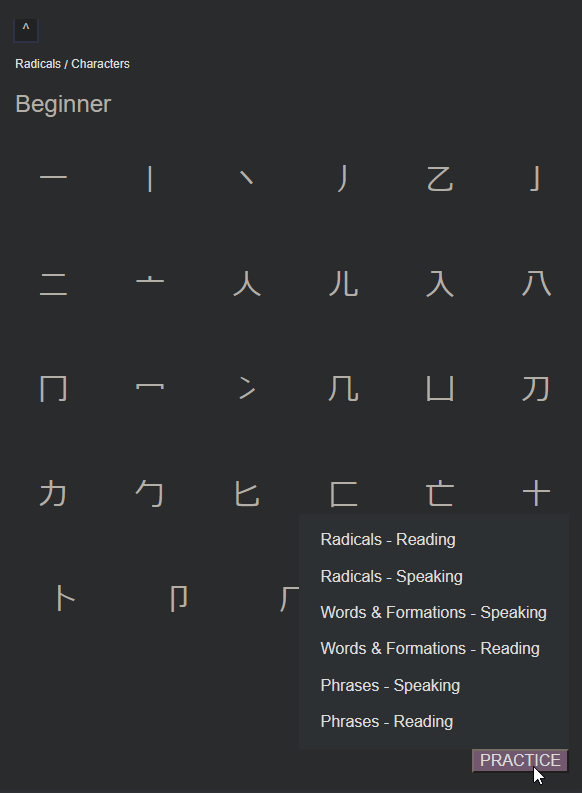 ^
Radicals / Characters
Beginner
一 丨 丶 丿 乙 亅
二 亠 人 儿 入 八
冂 冖 冫 几 凵 刀
力 勹 匕 匚 亡 十
卜 卩
Radicals - Reading
Radicals - Speaking
Words & Formations - Speaking
Words & Formations - Reading
Phrases - Speaking
Phrases - Reading
PRACTICE